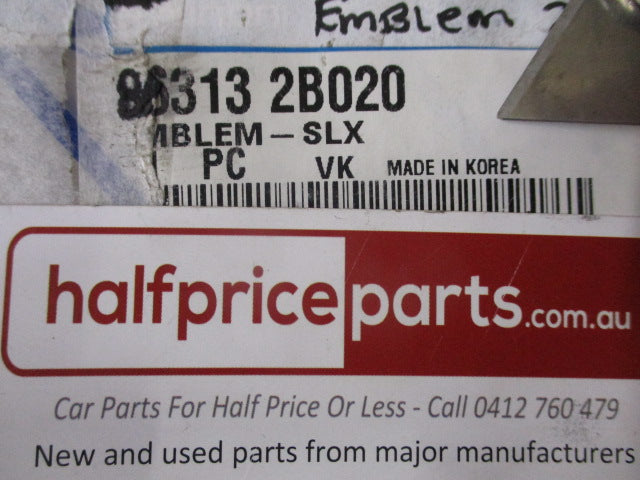 Emblem
86313 2B020
EMBLEM-SLX
PC VK MADE IN KOREA
halfpriceparts.com.au
Car Parts For Half Price Or Less - Call 0412 760 479
New and used parts from major manufacturers